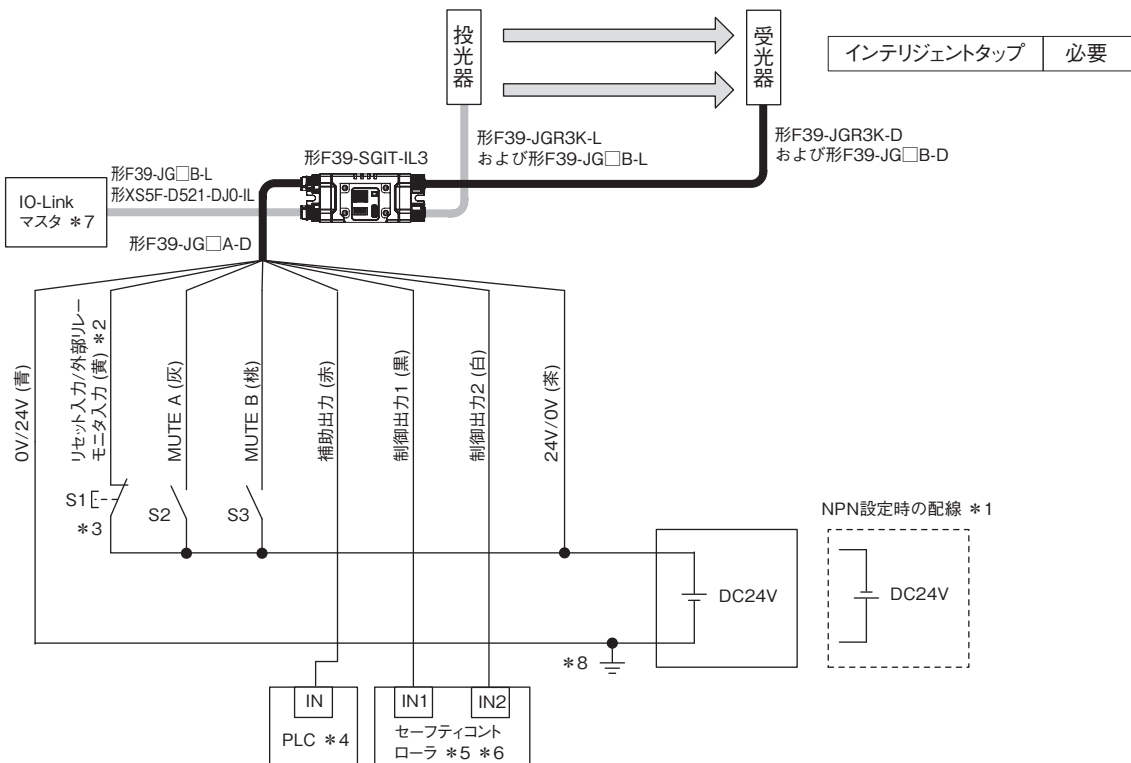 投光器
受光器
インテリジェントタップ 必要
形F39-JGR3K-L
および形F39-JG□B-L
形F39-JGR3K-D
および形F39-JG□B-D
形F39-SGIT-IL3
形F39-JG□B-L
形XS5F-D521-DJ0-IL
IO-Link
マスタ *7
形F39-JG□A-D
0V/24V (青)
リセット入力/外部リレー
モニタ入力 (黄) *2
MUTE A (灰)
MUTE B (桃)
補助出力 (赤)
制御出力1 (黒)
制御出力2 (白)
24V/0V (茶)
S1
*3
S2
S3
NPN設定時の配線 *1
DC24V
DC24V
*8
IN
PLC *4
IN1
IN2
セーフティコント
ローラ *5 *6